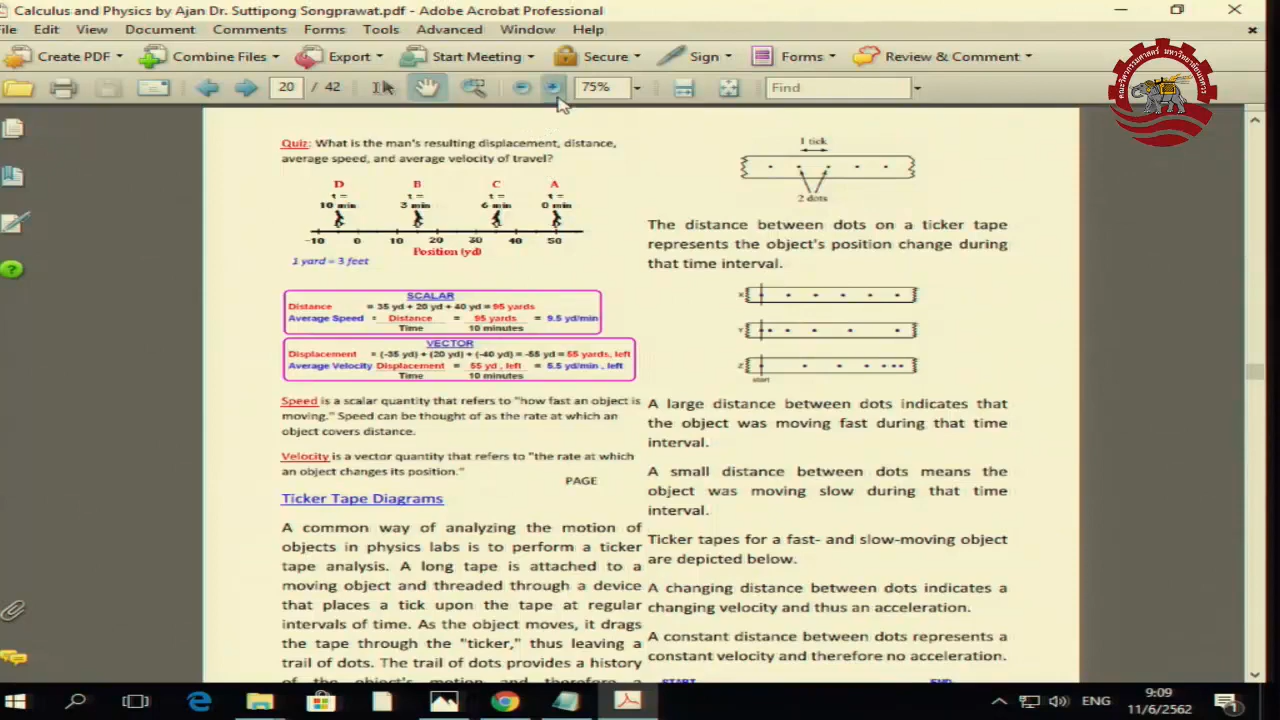 Calculus and Physics by Ajan Dr. Suttipong Songprawat.pdf - Adobe Acrobat Professional
File Edit View Document Comments Forms Tools Advanced Window Help
Create PDF Combine Files Export Start Meeting Secure Sign Forms Review & Comment
20 / 42 75% Find
Quiz: What is the man's resulting displacement, distance,
average speed, and average velocity of travel?
D B C A
t = t = t = t =
10 min 3 min 6 min 0 min
-10 0 10 20 30 40 50
Position (yd)
1 yard = 3 feet
SCALAR
Distance = 35 yd + 20 yd + 40 yd = 95 yards
Average Speed = Distance = 95 yards = 9.5 yd/min
Time 10 minutes
VECTOR
Displacement = (-35 yd) + (20 yd) + (-40 yd) = -55 yd = 55 yards, left
Average Velocity Displacement = 55 yd , left = 5.5 yd/min , left
Time 10 minutes
Speed is a scalar quantity that refers to "how fast an object is
moving." Speed can be thought of as the rate at which an
object covers distance.
Velocity is a vector quantity that refers to "the rate at which
an object changes its position."
PAGE
Ticker Tape Diagrams
A common way of analyzing the motion of
objects in physics labs is to perform a ticker
tape analysis. A long tape is attached to a
moving object and threaded through a device
that places a tick upon the tape at regular
intervals of time. As the object moves, it drags
the tape through the "ticker," thus leaving a
trail of dots. The trail of dots provides a history
of the object's motion and therefore a
1 tick
2 dots
The distance between dots on a ticker tape
represents the object's position change during
that time interval.
X
Y
Z
start
A large distance between dots indicates that
the object was moving fast during that time
interval.
A small distance between dots means the
object was moving slow during that time
interval.
Ticker tapes for a fast- and slow-moving object
are depicted below.
A changing distance between dots indicates a
changing velocity and thus an acceleration.
A constant distance between dots represents a
constant velocity and therefore no acceleration.
START END
ENG
9:09
11/6/2562
1